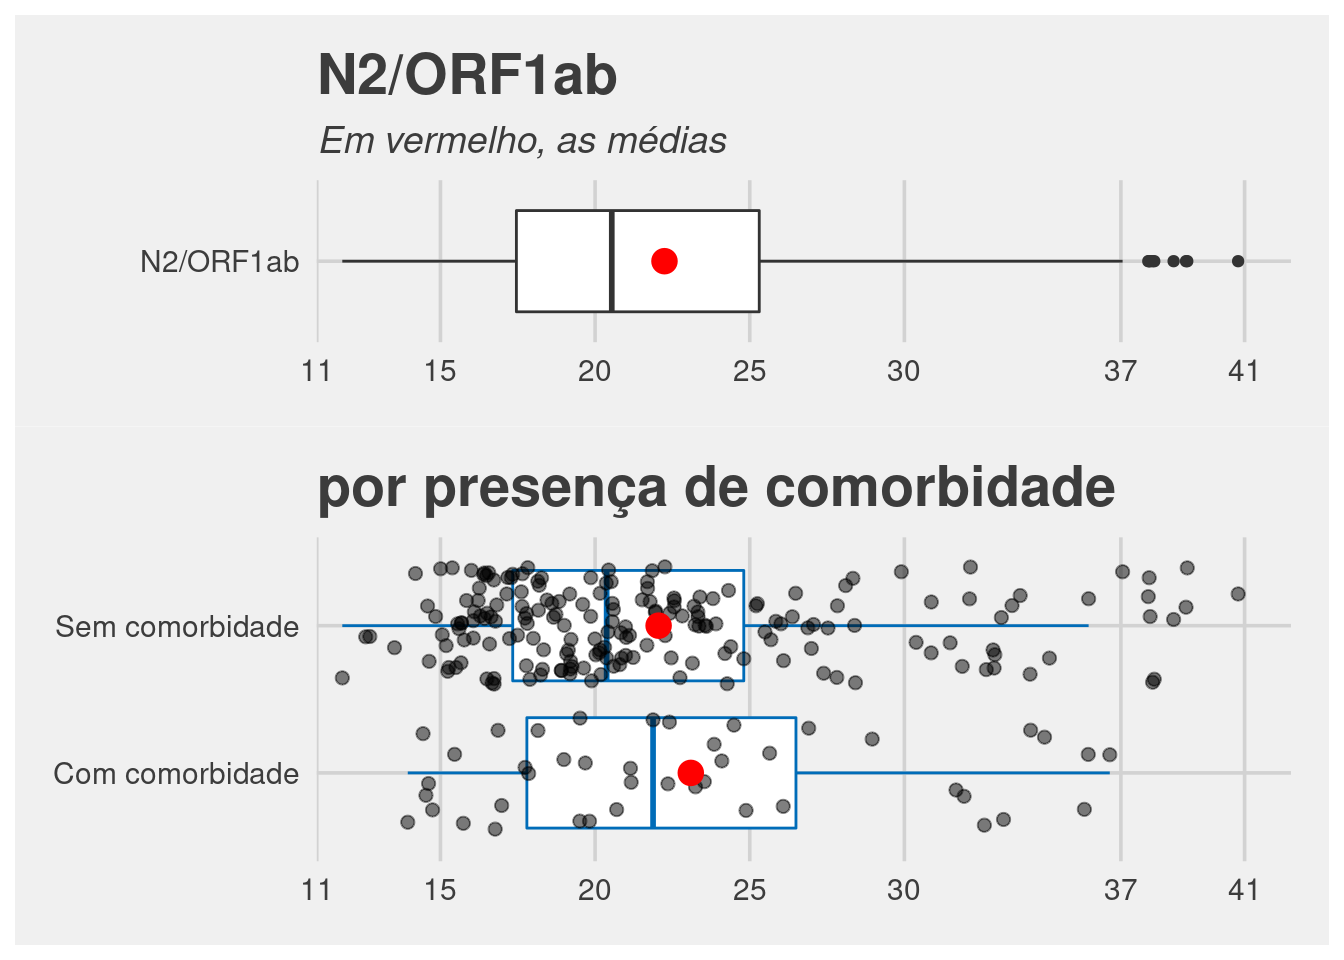 N2/ORF1ab
Em vermelho, as médias
N2/ORF1ab
11 15 20 25 30 37 41
por presença de comorbidade
Sem comorbidade
Com comorbidade
11 15 20 25 30 37 41